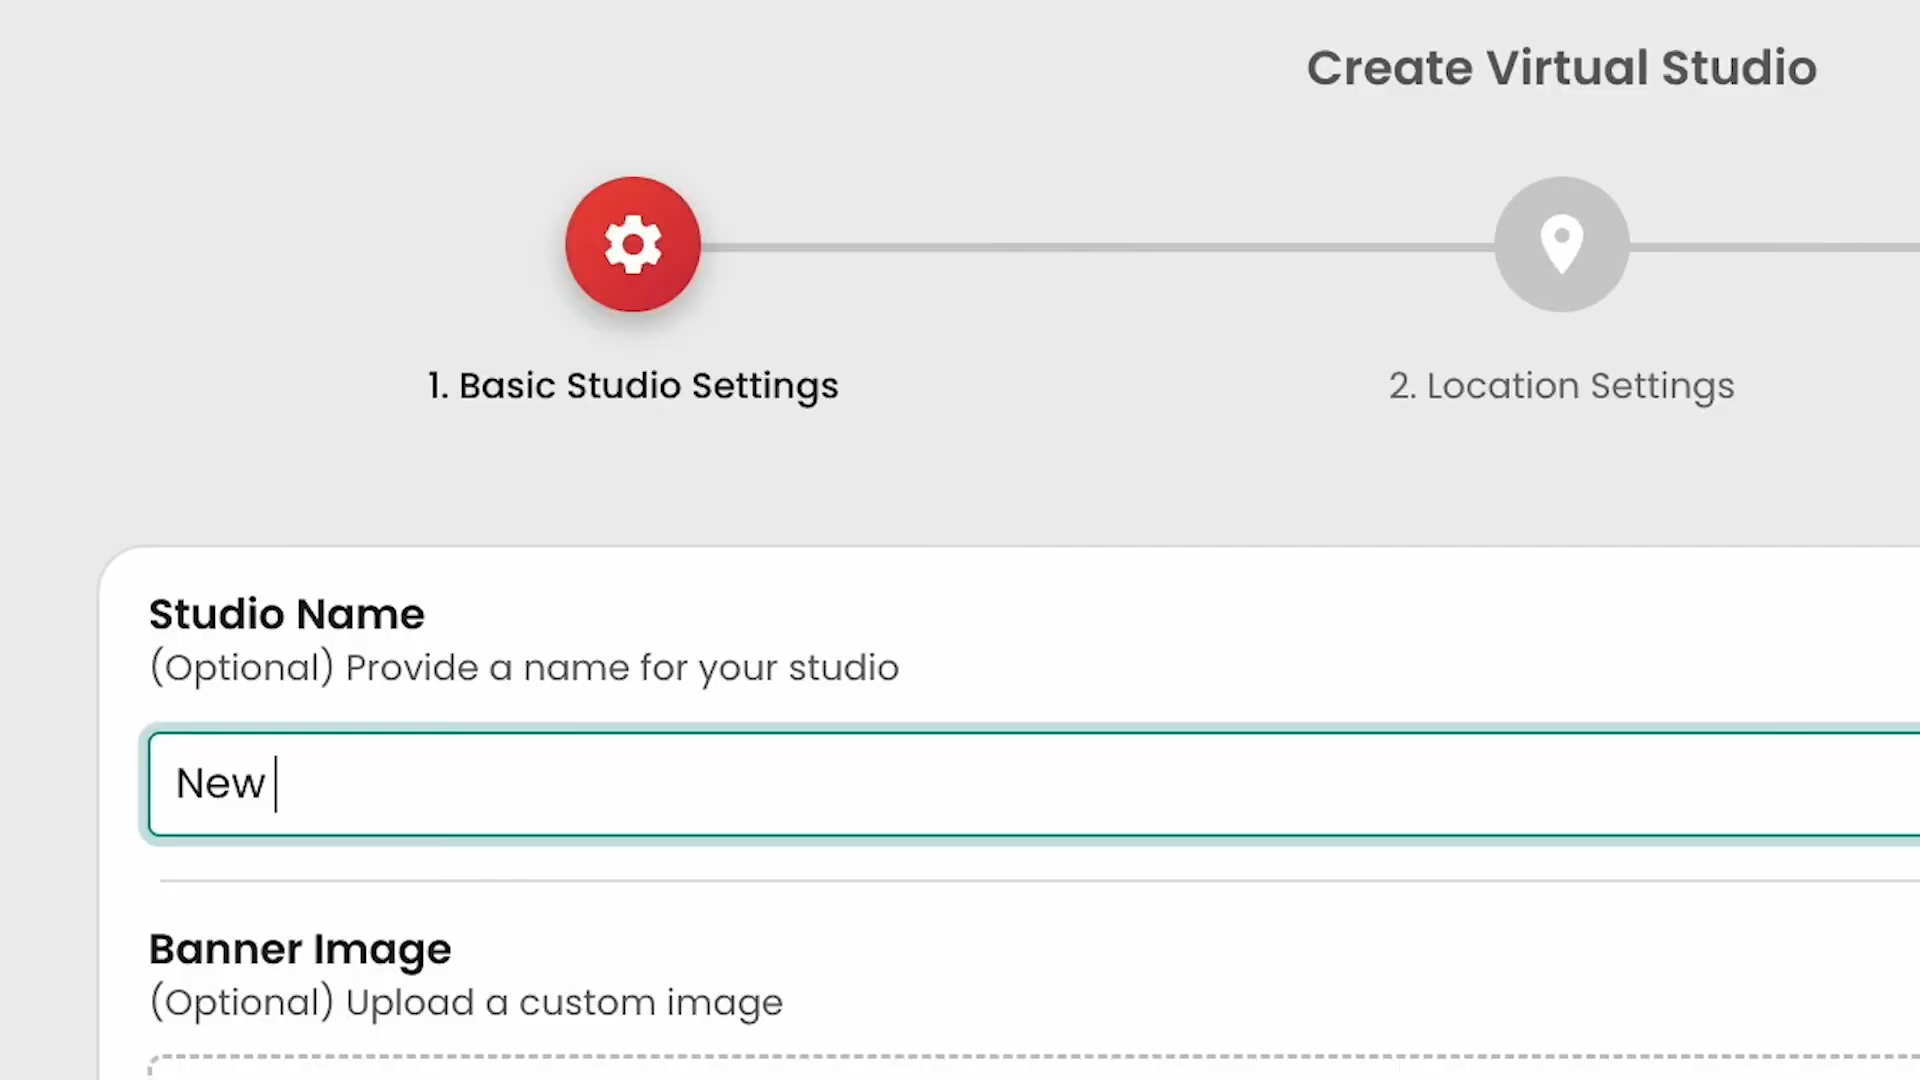 Create Virtual Studio
1. Basic Studio Settings
2. Location Settings
Studio Name
(Optional) Provide a name for your studio
New
Banner Image
(Optional) Upload a custom image